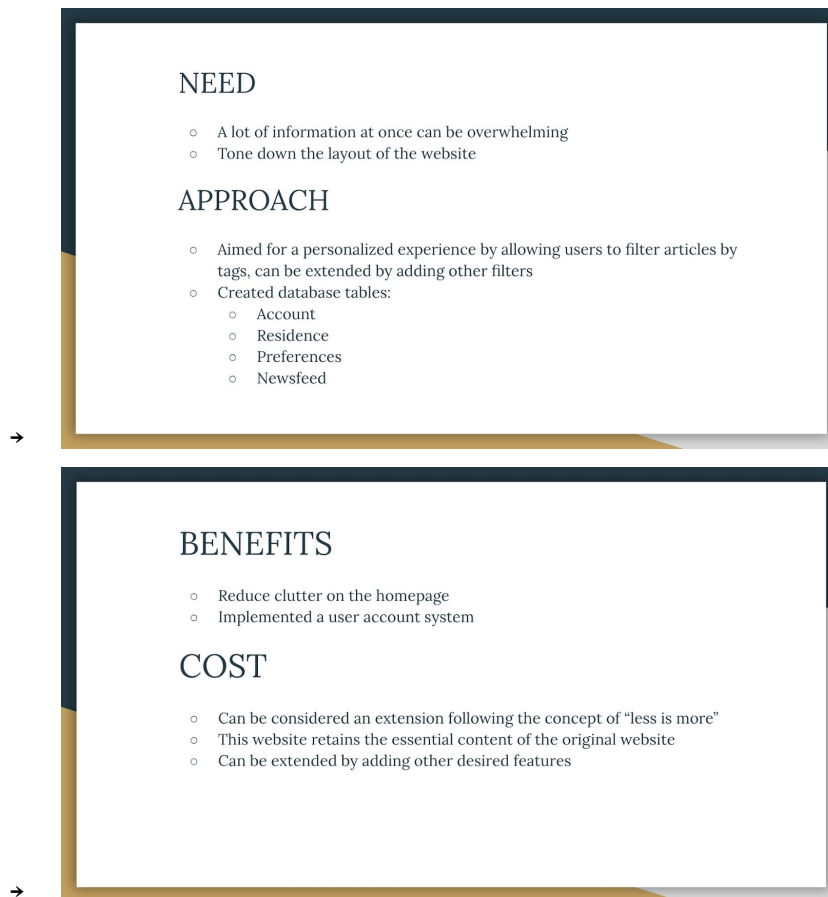 NEED
○ A lot of information at once can be overwhelming
○ Tone down the layout of the website
APPROACH
○ Aimed for a personalized experience by allowing users to filter articles by
tags, can be extended by adding other filters
○ Created database tables:
○ Account
○ Residence
○ Preferences
○ Newsfeed
➔
BENEFITS
○ Reduce clutter on the homepage
○ Implemented a user account system
COST
○ Can be considered an extension following the concept of “less is more”
○ This website retains the essential content of the original website
○ Can be extended by adding other desired features
➔